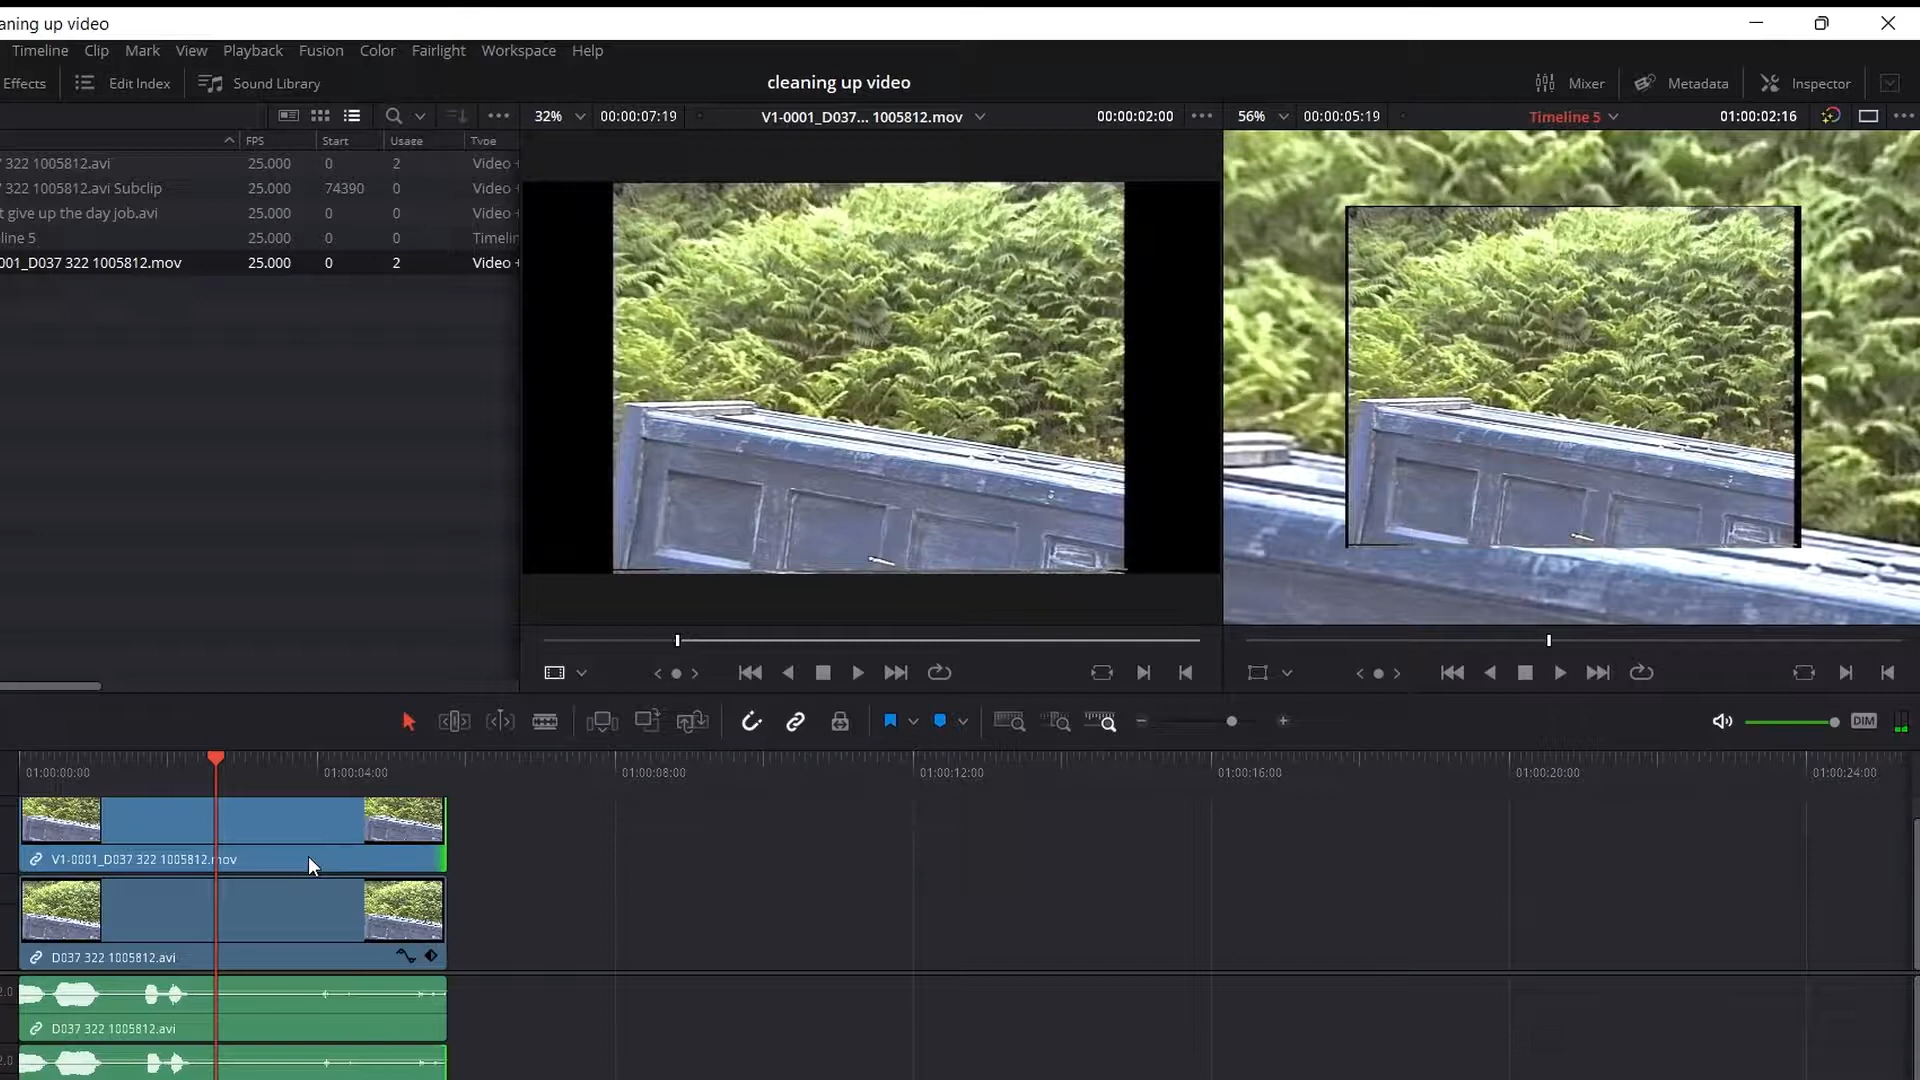 aning up video
Timeline Clip Mark View Playback Fusion Color Fairlight Workspace Help
Effects Edit Index Sound Library cleaning up video Mixer Metadata Inspector
32% 00:00:07:19 V1-0001_D037... 1005812.mov 00:00:02:00 56% 00:00:05:19 Timeline 5 01:00:02:16
FPS Start Usage Type
322 1005812.avi 25.000 0 2 Video
322 1005812.avi Subclip 25.000 74390 0 Video
t give up the day job.avi 25.000 0 0 Video
line 5 25.000 0 0 Timelin
001_D037 322 1005812.mov 25.000 0 2 Video
DIM
01:00:00:00 01:00:04:00 01:00:08:00 01:00:12:00 01:00:16:00 01:00:20:00 01:00:24:00
V1-0001_D037 322 1005812.mov
D037 322 1005812.avi
2.0
D037 322 1005812.avi
2.0